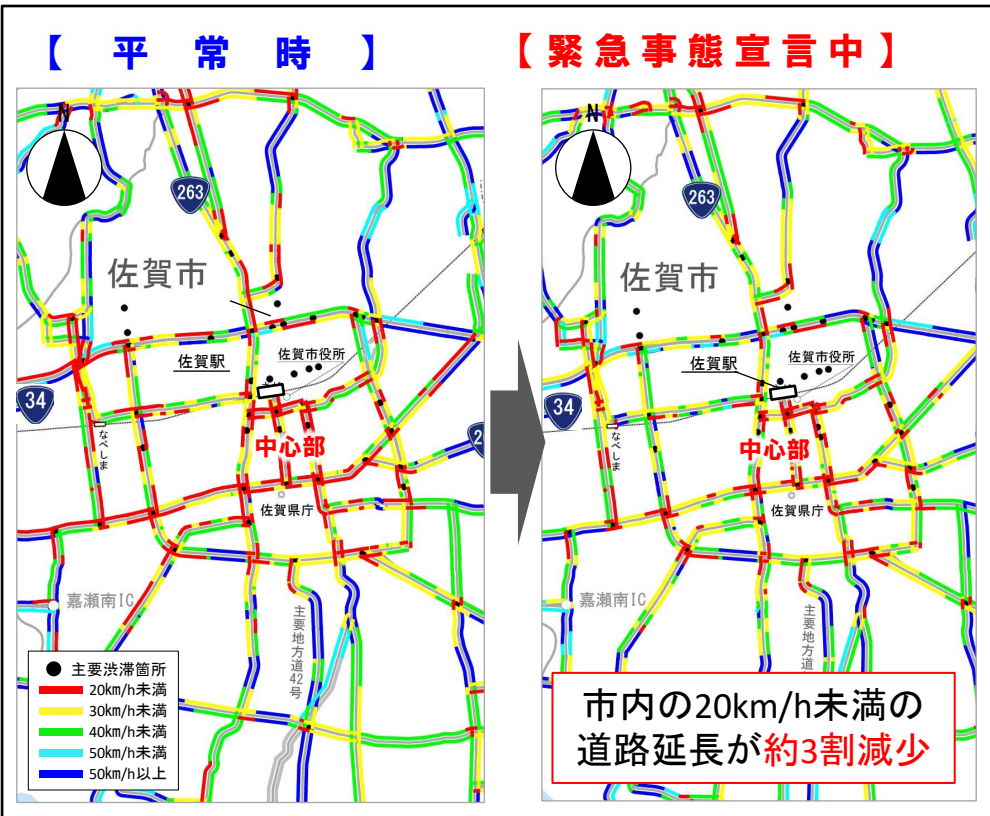 【 平 常 時 】
【緊急事態宣言中】
N
263
佐賀市
佐賀駅
佐賀市役所
34
なべしま
中心部
佐賀県庁
嘉瀬南IC
主要地方道42号
● 主要渋滞箇所
20km/h未満
30km/h未満
40km/h未満
50km/h未満
50km/h以上
N
263
佐賀市
佐賀駅
佐賀市役所
34
なべしま
中心部
佐賀県庁
嘉瀬南IC
主要地方道
市内の20km/h未満の
道路延長が約3割減少